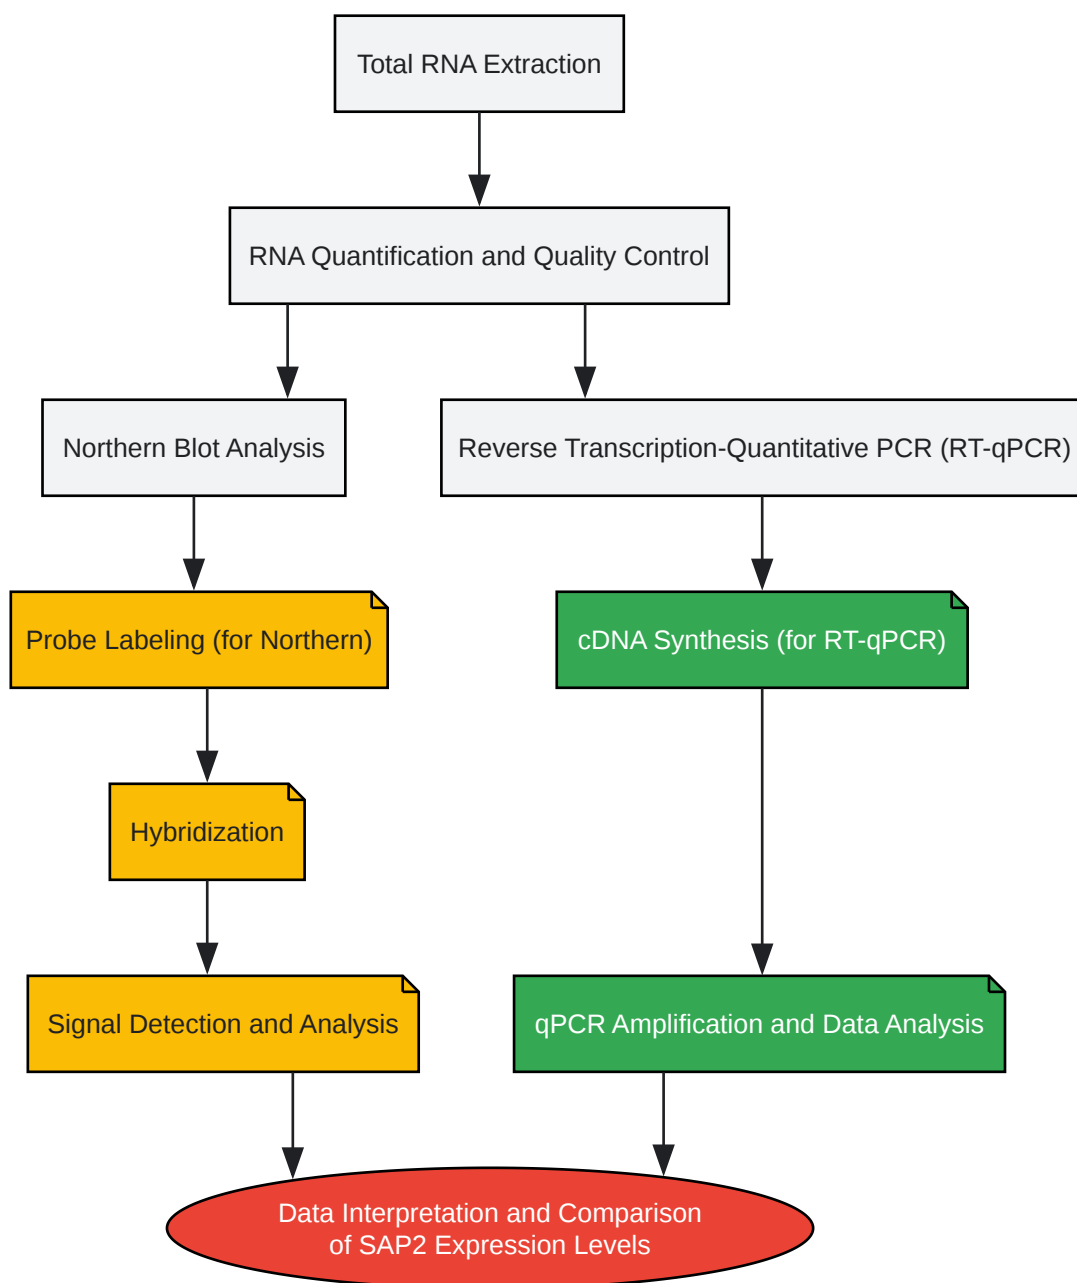 Total RNA Extraction
RNA Quantification and Quality Control
Northern Blot Analysis
Reverse Transcription-Quantitative PCR (RT-qPCR)
Probe Labeling (for Northern)
cDNA Synthesis (for RT-qPCR)
Hybridization
Signal Detection and Analysis
qPCR Amplification and Data Analysis
Data Interpretation and Comparison
of SAP2 Expression Levels